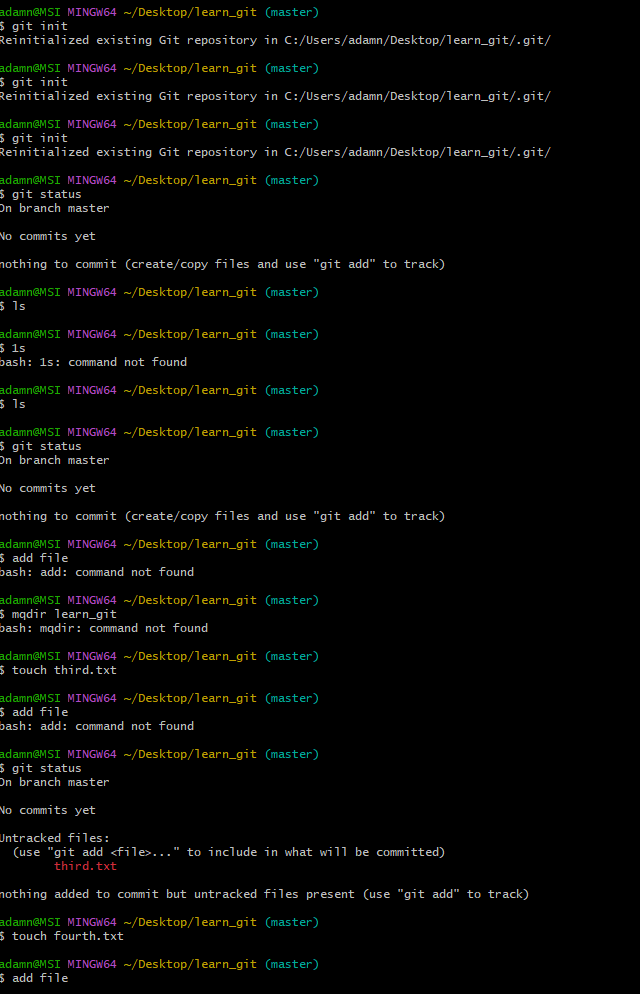 adamn@MSI MINGW64 ~/Desktop/learn_git (master)
$ git init
Reinitialized existing Git repository in C:/Users/adamn/Desktop/learn_git/.git/
adamn@MSI MINGW64 ~/Desktop/learn_git (master)
$ git init
Reinitialized existing Git repository in C:/Users/adamn/Desktop/learn_git/.git/
adamn@MSI MINGW64 ~/Desktop/learn_git (master)
$ git init
Reinitialized existing Git repository in C:/Users/adamn/Desktop/learn_git/.git/
adamn@MSI MINGW64 ~/Desktop/learn_git (master)
$ git status
On branch master
No commits yet
nothing to commit (create/copy files and use "git add" to track)
adamn@MSI MINGW64 ~/Desktop/learn_git (master)
$ ls
adamn@MSI MINGW64 ~/Desktop/learn_git (master)
$ 1s
bash: 1s: command not found
adamn@MSI MINGW64 ~/Desktop/learn_git (master)
$ ls
adamn@MSI MINGW64 ~/Desktop/learn_git (master)
$ git status
On branch master
No commits yet
nothing to commit (create/copy files and use "git add" to track)
adamn@MSI MINGW64 ~/Desktop/learn_git (master)
$ add file
bash: add: command not found
adamn@MSI MINGW64 ~/Desktop/learn_git (master)
$ mqdir learn_git
bash: mqdir: command not found
adamn@MSI MINGW64 ~/Desktop/learn_git (master)
$ touch third.txt
adamn@MSI MINGW64 ~/Desktop/learn_git (master)
$ add file
bash: add: command not found
adamn@MSI MINGW64 ~/Desktop/learn_git (master)
$ git status
On branch master
No commits yet
Untracked files:
(use "git add <file>..." to include in what will be committed)
third.txt
nothing added to commit but untracked files present (use "git add" to track)
adamn@MSI MINGW64 ~/Desktop/learn_git (master)
$ touch fourth.txt
adamn@MSI MINGW64 ~/Desktop/learn_git (master)
$ add file